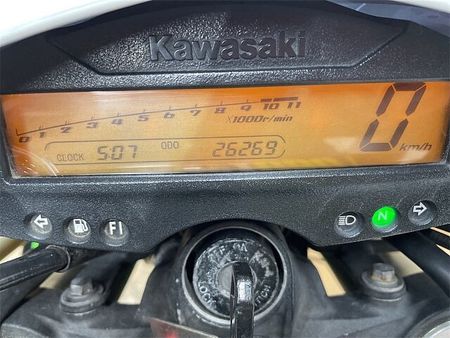 Kawasaki
0 1 2 3 4 5 6 7 8 9 10 11
X1000r/min
0 km/h
CLOCK 5:07 ODO 26269
FI N